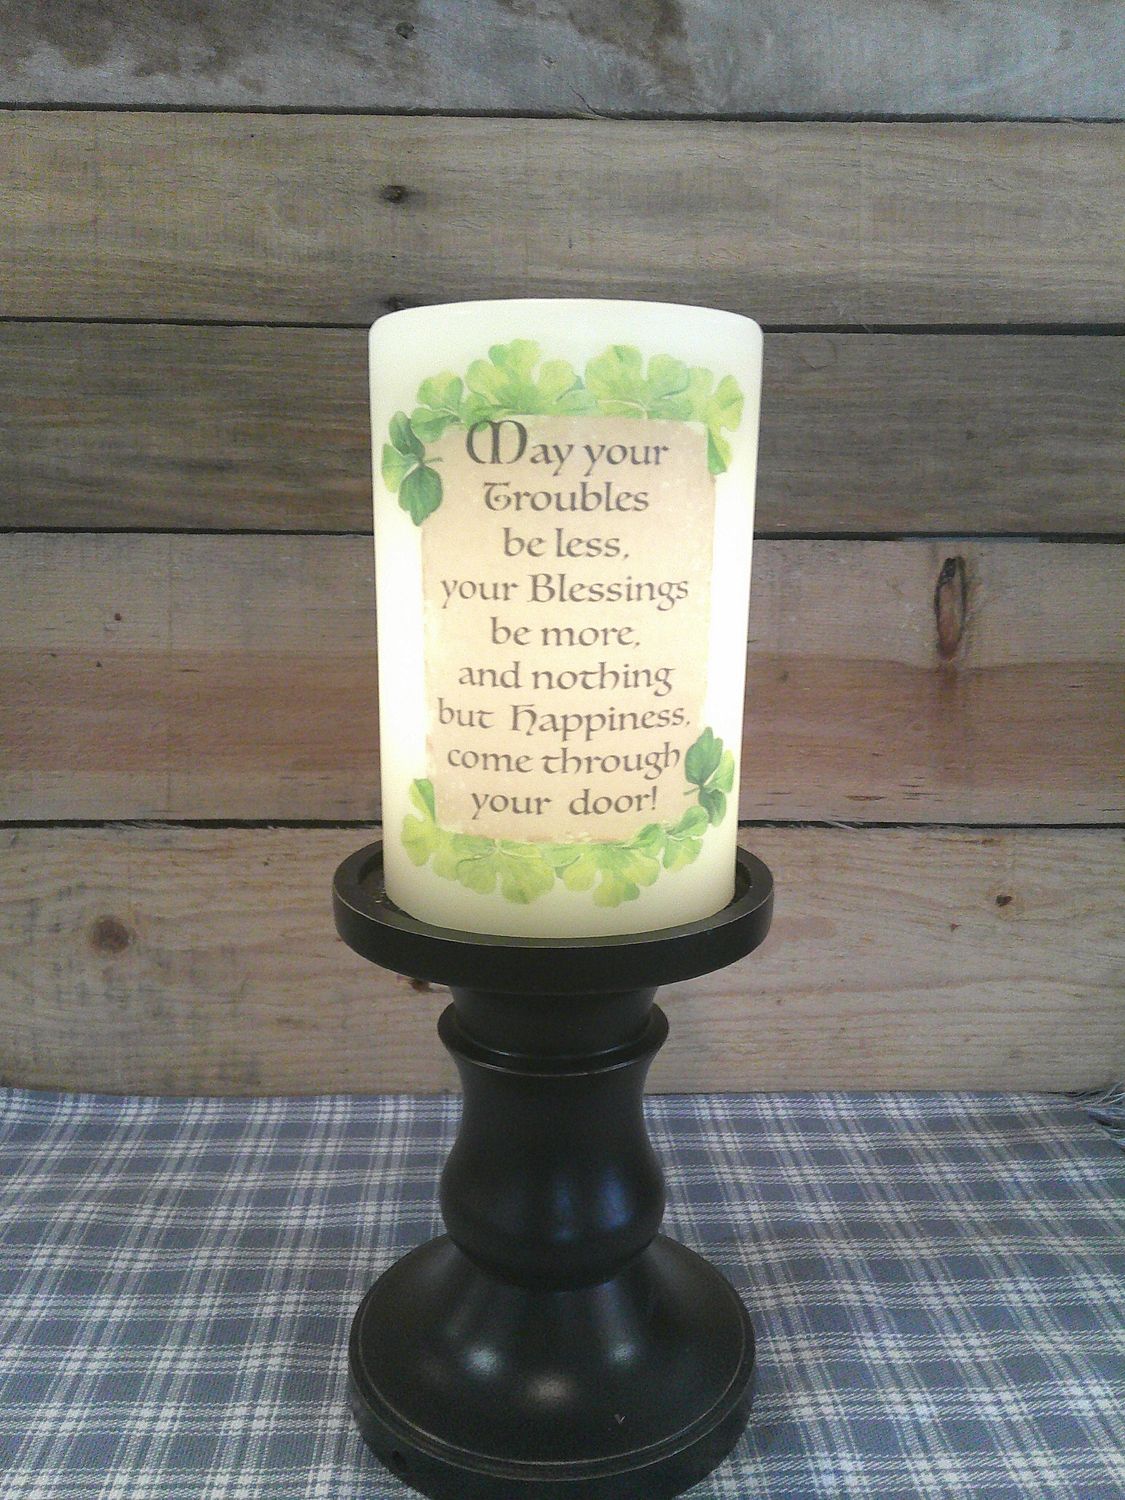 May your
Troubles
be less,
your Blessings
be more,
and nothing
but Happiness,
come through
your door!